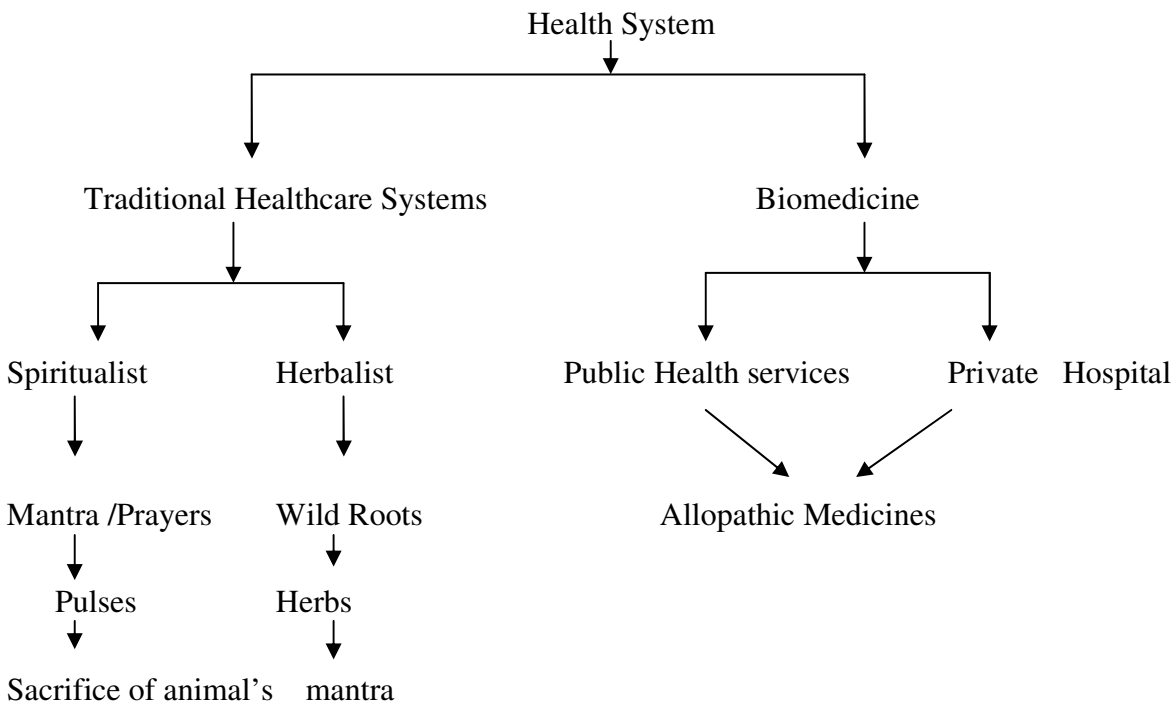 Health System
Traditional Healthcare Systems Biomedicine
Spiritualist Herbalist Public Health services Private Hospital
Mantra /Prayers Wild Roots Allopathic Medicines
Pulses Herbs
Sacrifice of animal's mantra